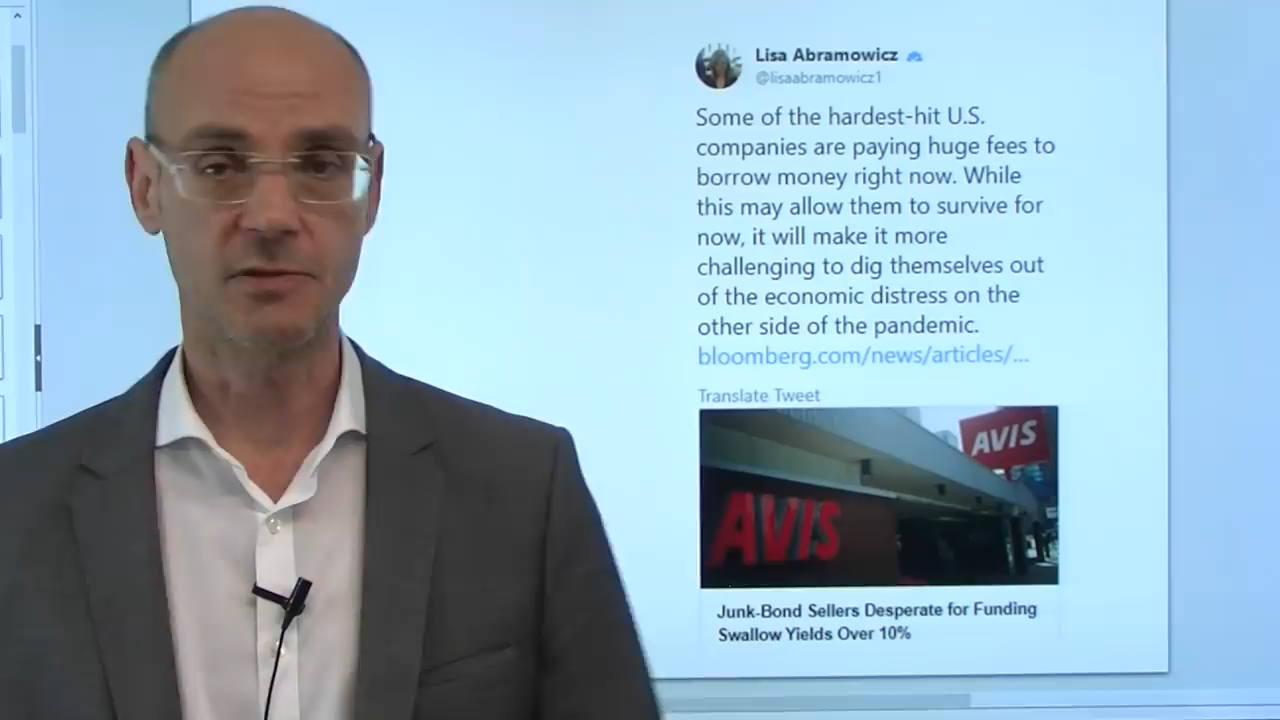 Lisa Abramowicz
@lisaabramowicz1
Some of the hardest-hit U.S.
companies are paying huge fees to
borrow money right now. While
this may allow them to survive for
now, it will make it more
challenging to dig themselves out
of the economic distress on the
other side of the pandemic.
bloomberg.com/news/articles/...
Translate Tweet
AVIS
AVIS
Junk-Bond Sellers Desperate for Funding
Swallow Yields Over 10%